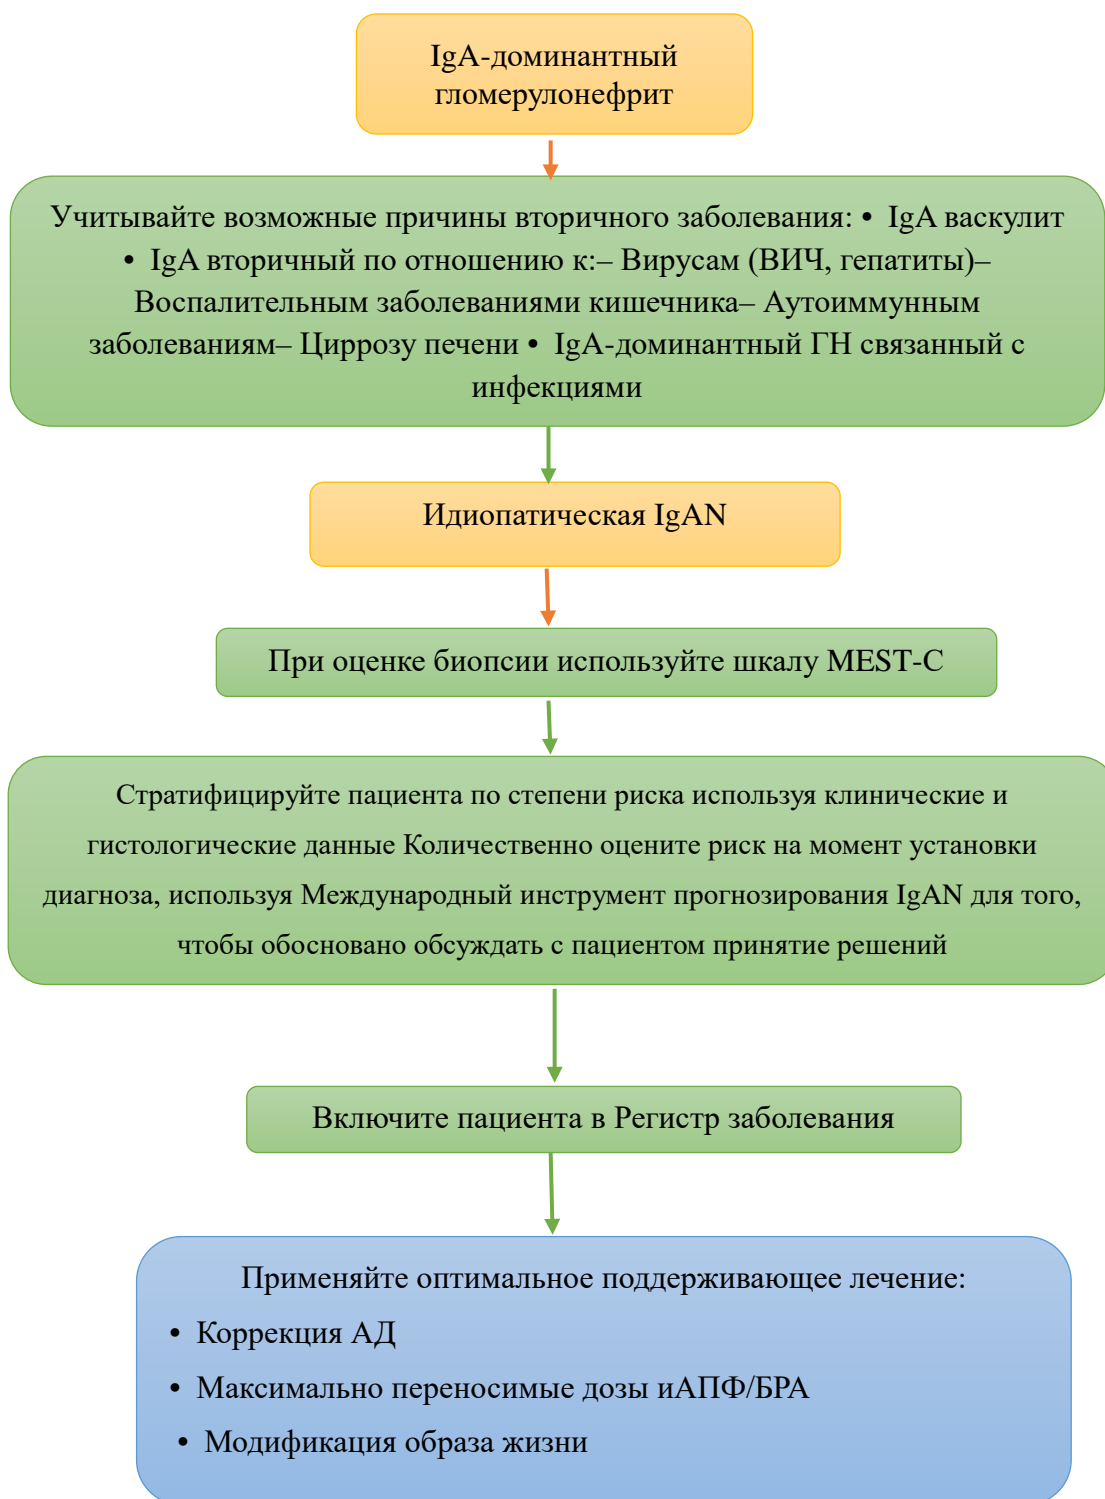 IgA-доминантный
гломерулонефрит
Учитывайте возможные причины вторичного заболевания: • IgA васкулит
• IgA вторичный по отношению к:– Вирусам (ВИЧ, гепатиты)–
Воспалительным заболеваниями кишечника– Аутоиммунным
заболеваниям– Циррозу печени • IgA-доминантный ГН связанный с
инфекциями
Идиопатическая IgAN
При оценке биопсии используйте шкалу MEST-C
Стратифицируйте пациента по степени риска используя клинические и
гистологические данные Количественно оцените риск на момент установки
диагноза, используя Международный инструмент прогнозирования IgAN для того,
чтобы обосновано обсуждать с пациентом принятие решений
Включите пациента в Регистр заболевания
Применяйте оптимальное поддерживающее лечение:
• Коррекция АД
• Максимально переносимые дозы иАПФ/БРА
• Модификация образа жизни